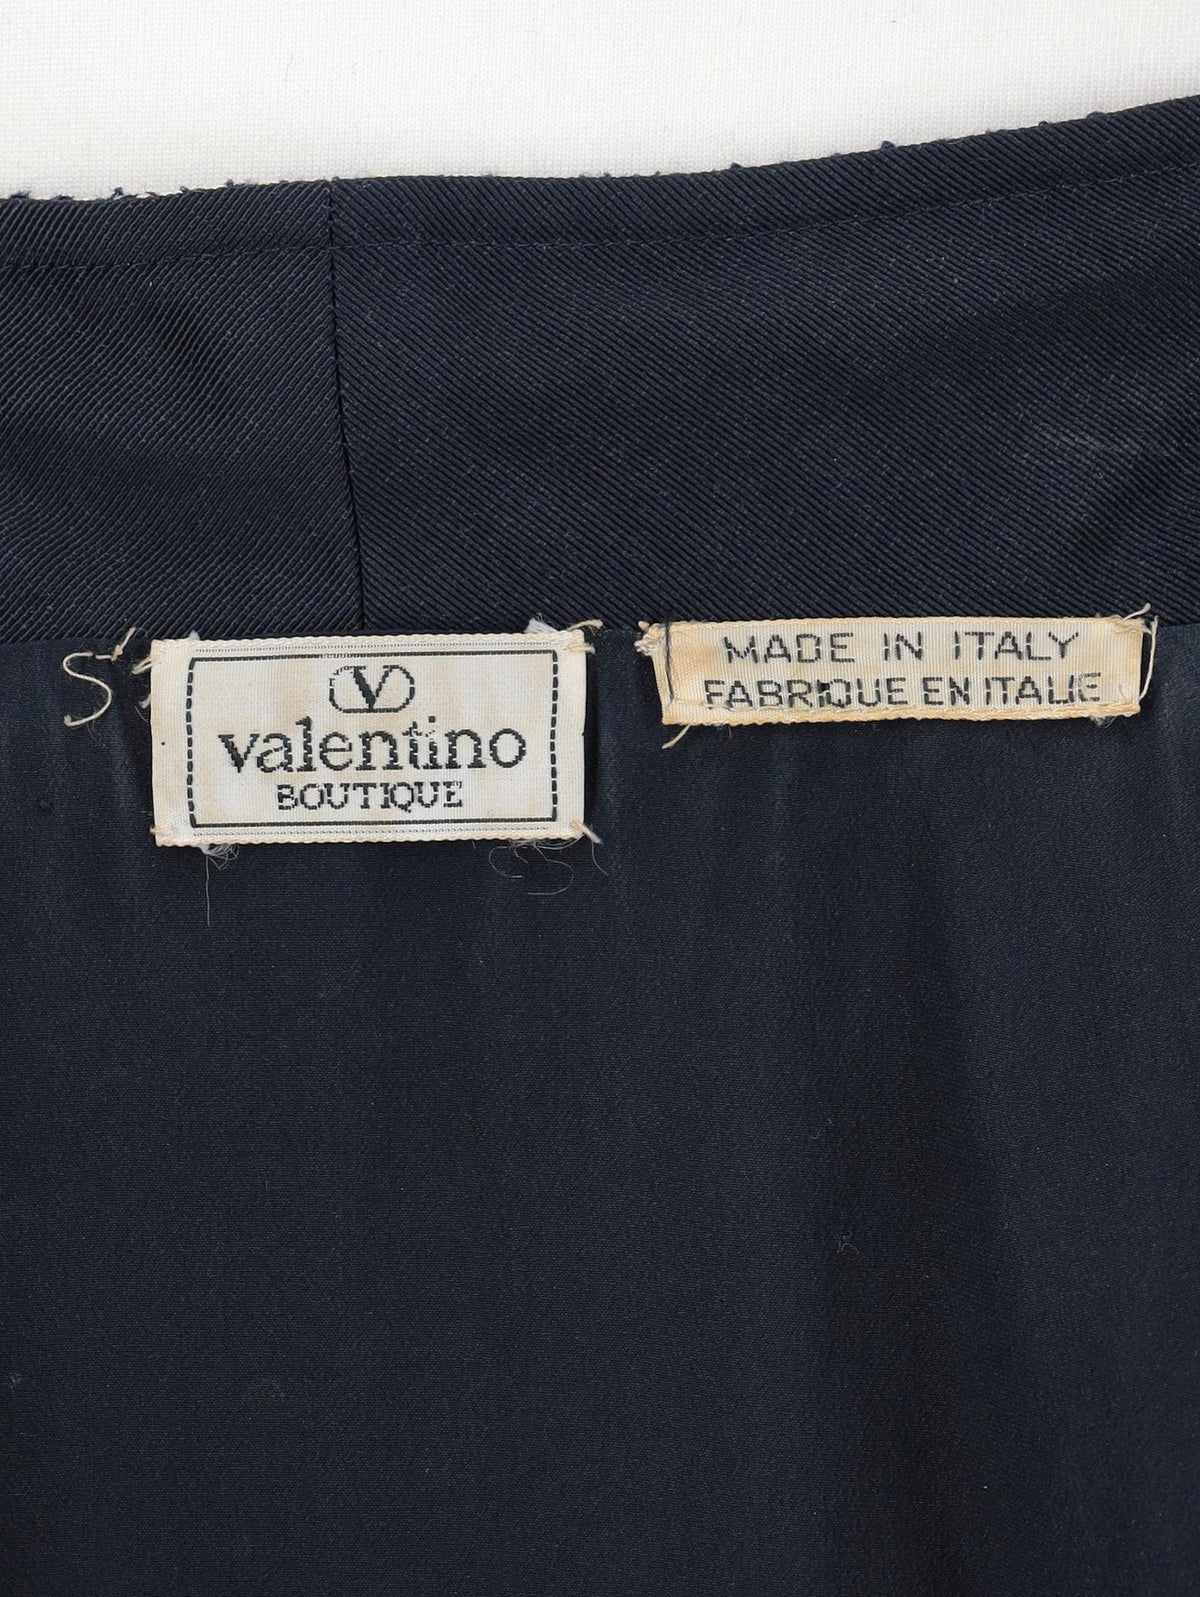 V
valentino
BOUTIQUE
MADE IN ITALY
FABRIQUE EN ITALIE